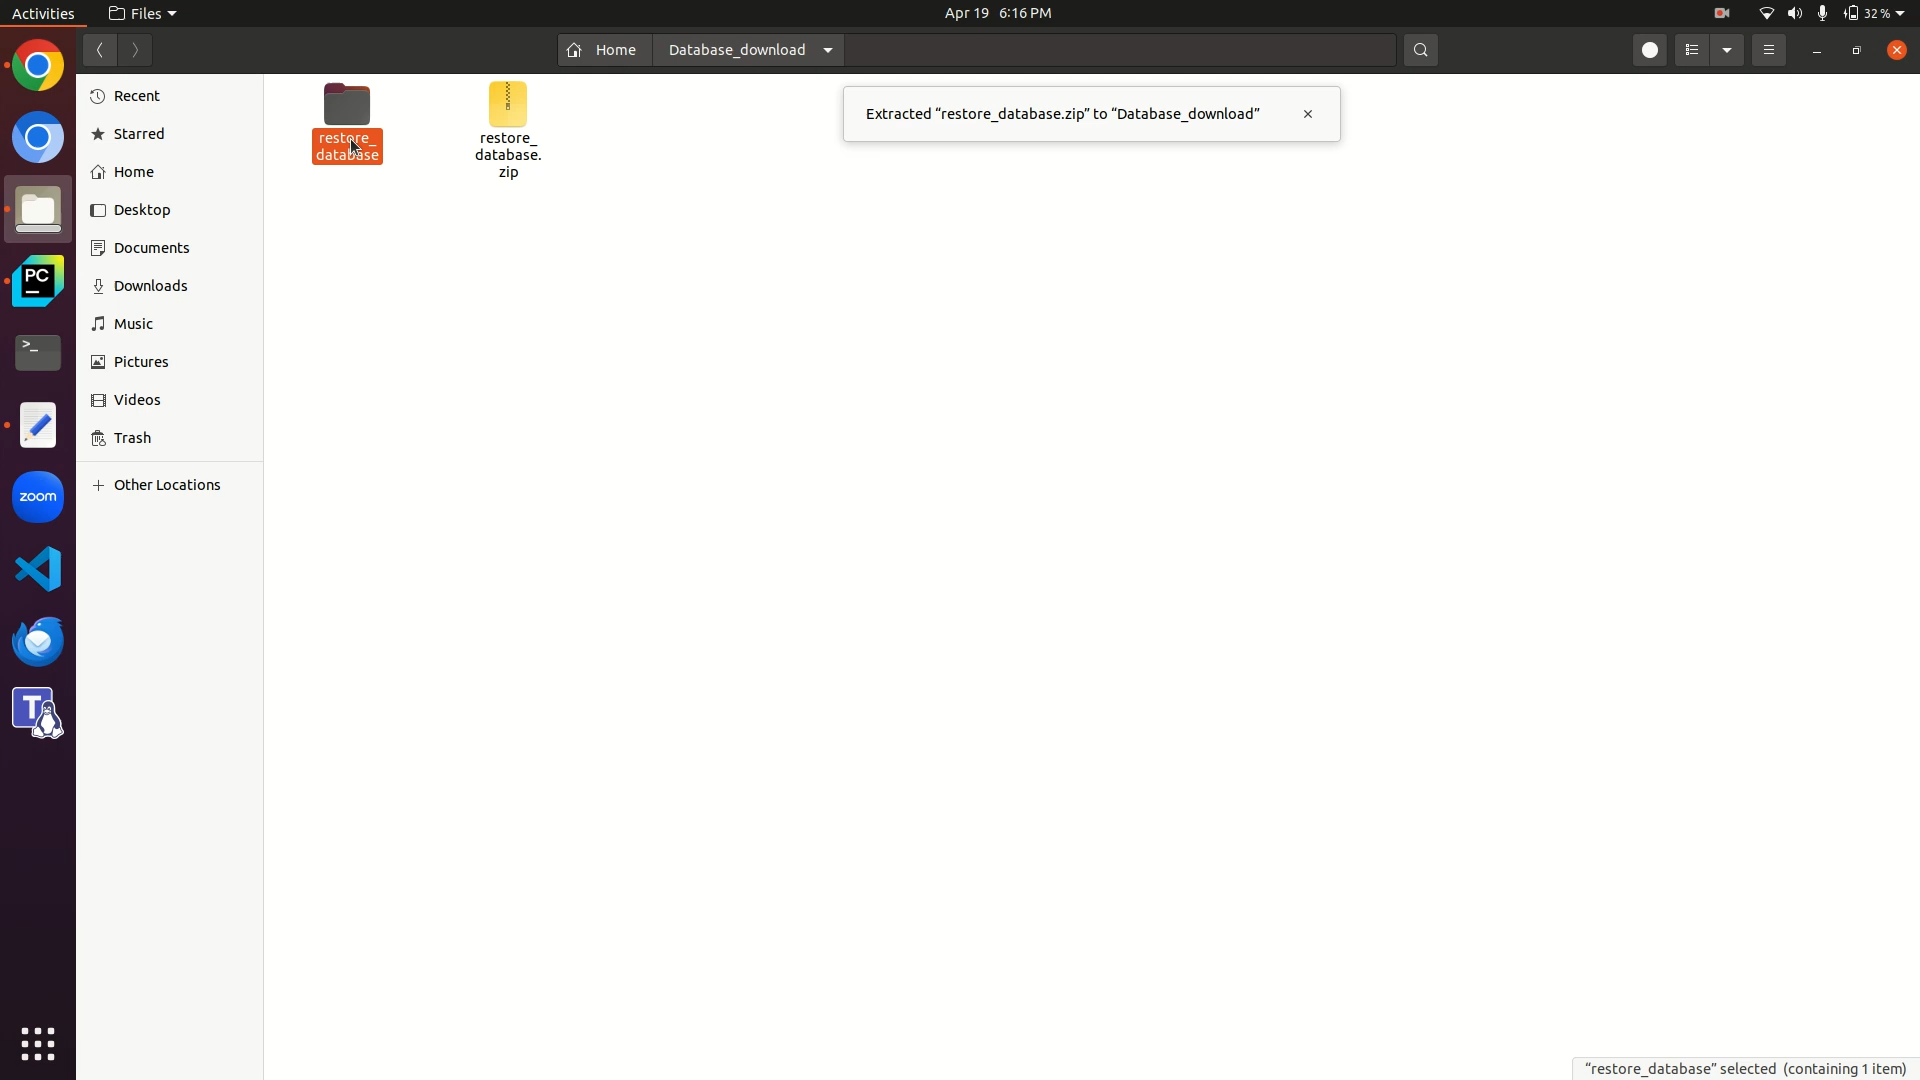 Activities
Files
Apr 19 6:16 PM
32 %
Home
Database_download
Recent
Starred
Home
Desktop
Documents
Downloads
Music
Pictures
Videos
Trash
+ Other Locations
restore_
database
restore_
database.
zip
Extracted “restore_database.zip” to “Database_download”
PC
>_
zoom
T
“restore_database” selected (containing 1 item)